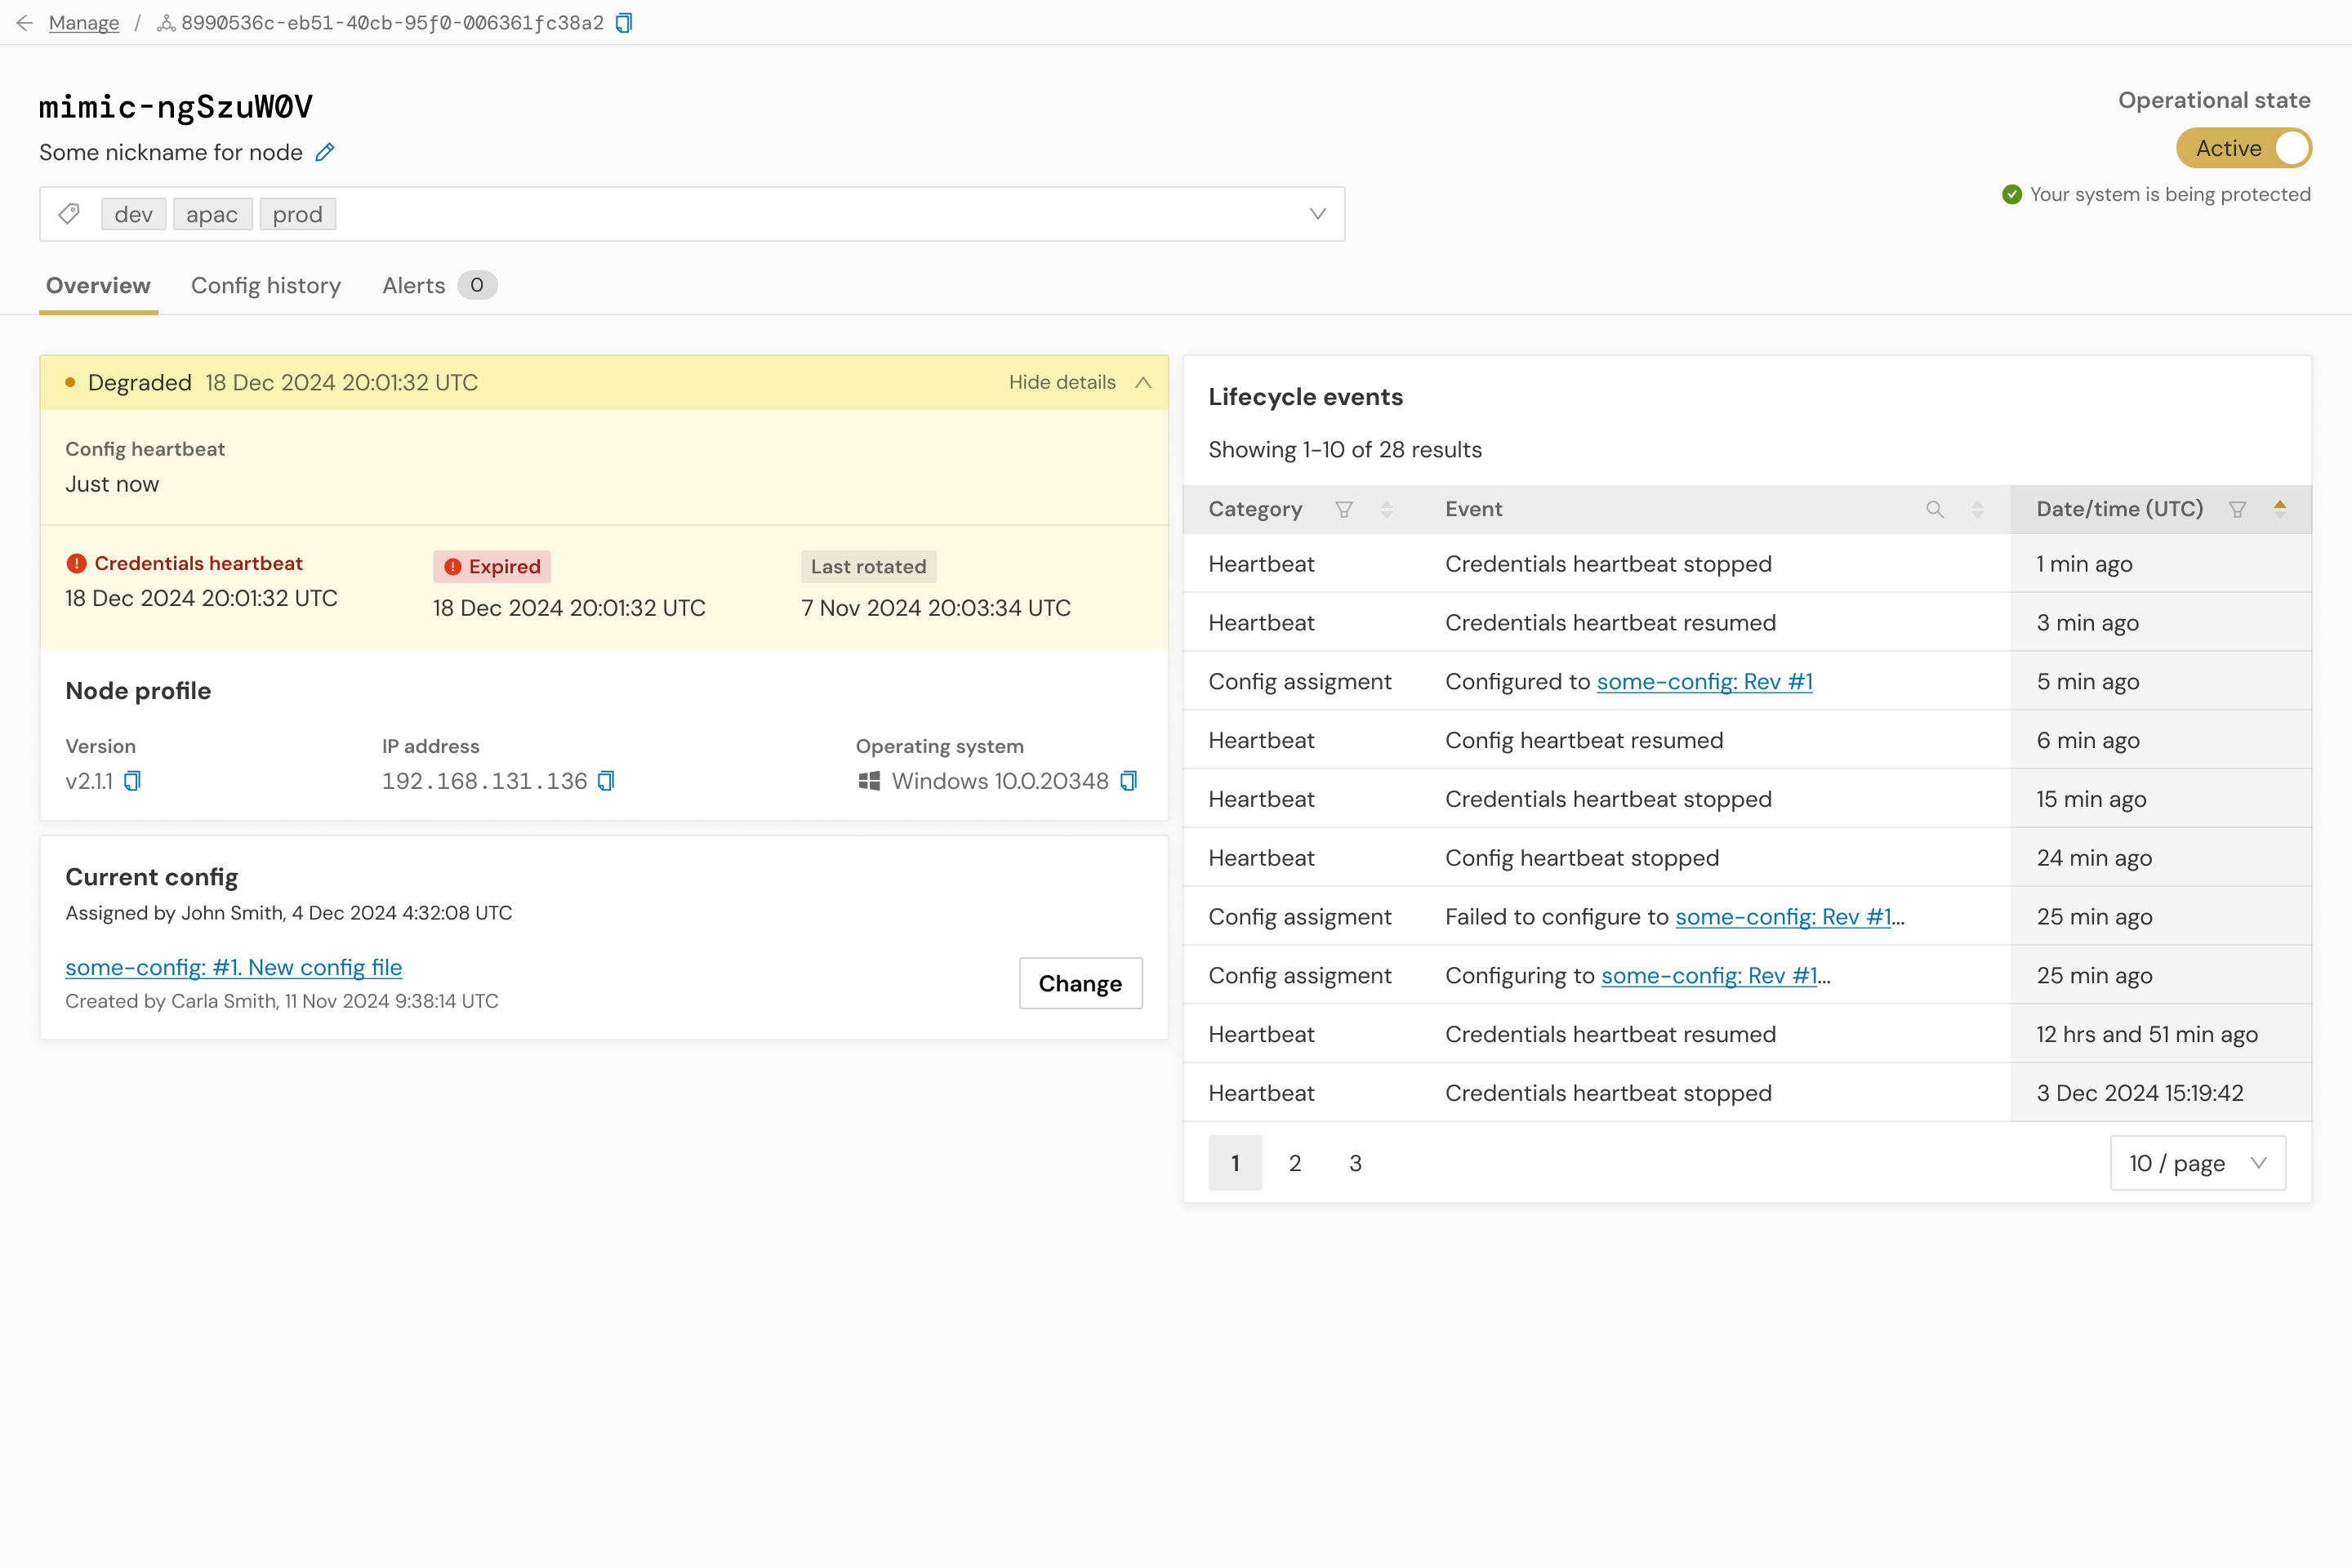 Manage / 8990536c-eb51-40cb-95f0-006361fc38a2
mimic-ngSzuW0V
Some nickname for node
dev apac prod
Operational state
Active
Your system is being protected
Overview Config history Alerts 0
Degraded 18 Dec 2024 20:01:32 UTC Hide details
Config heartbeat
Just now
Credentials heartbeat
18 Dec 2024 20:01:32 UTC
Expired
18 Dec 2024 20:01:32 UTC
Last rotated
7 Nov 2024 20:03:34 UTC
Node profile
Version
v2.1.1
IP address
192.168.131.136
Operating system
Windows 10.0.20348
Current config
Assigned by John Smith, 4 Dec 2024 4:32:08 UTC
some-config: #1. New config file
Created by Carla Smith, 11 Nov 2024 9:38:14 UTC
Change
Lifecycle events
Showing 1-10 of 28 results
Category Event Date/time (UTC)
Heartbeat Credentials heartbeat stopped 1 min ago
Heartbeat Credentials heartbeat resumed 3 min ago
Config assigment Configured to some-config: Rev #1 5 min ago
Heartbeat Config heartbeat resumed 6 min ago
Heartbeat Credentials heartbeat stopped 15 min ago
Heartbeat Config heartbeat stopped 24 min ago
Config assigment Failed to configure to some-config: Rev #1... 25 min ago
Config assigment Configuring to some-config: Rev #1... 25 min ago
Heartbeat Credentials heartbeat resumed 12 hrs and 51 min ago
Heartbeat Credentials heartbeat stopped 3 Dec 2024 15:19:42
1 2 3 10 / page